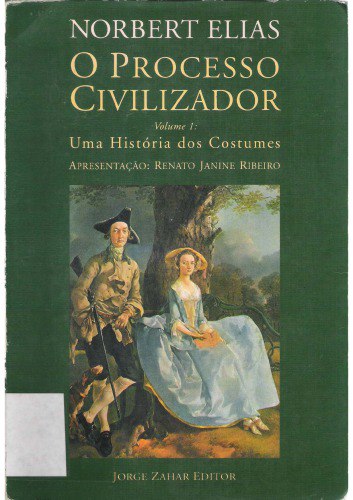 NORBERT ELIAS
O PROCESSO
CIVILIZADOR
Volume 1:
Uma História dos Costumes
APRESENTAÇÃO: RENATO JANINE RIBEIRO
JORGE ZAHAR EDITOR